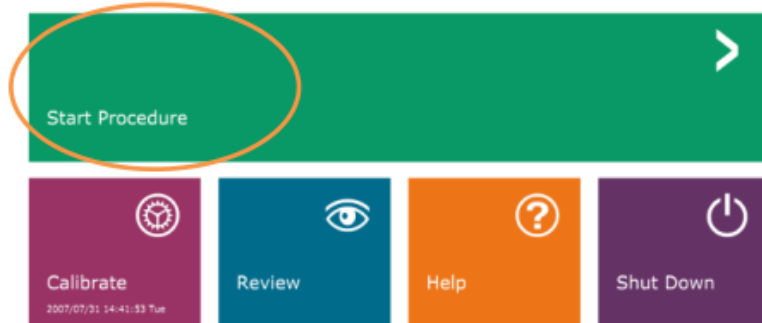 Start Procedure
Calibrate
2007/07/31 14:41:53 Tue
Review
Help
Shut Down